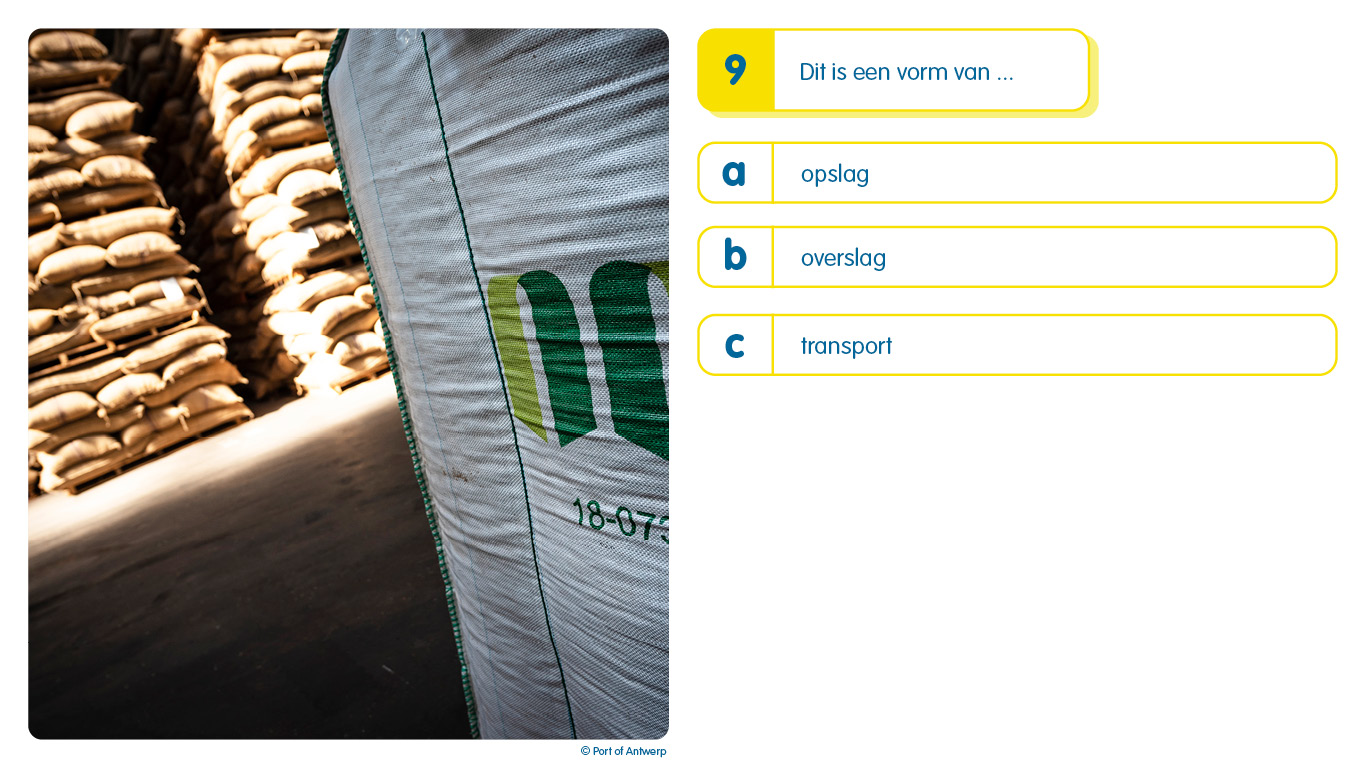 18-073
9
Dit is een vorm van ...
a
opslag
b
overslag
c
transport
© Port of Antwerp